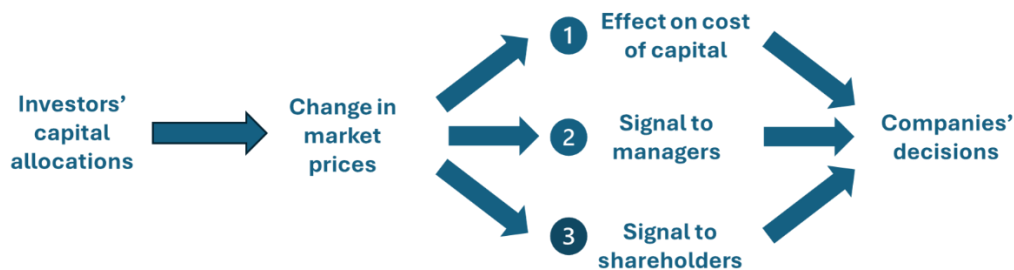 Investors’
capital
allocations
Change in
market
prices
1
Effect on cost
of capital
2
Signal to
managers
3
Signal to
shareholders
Companies’
decisions